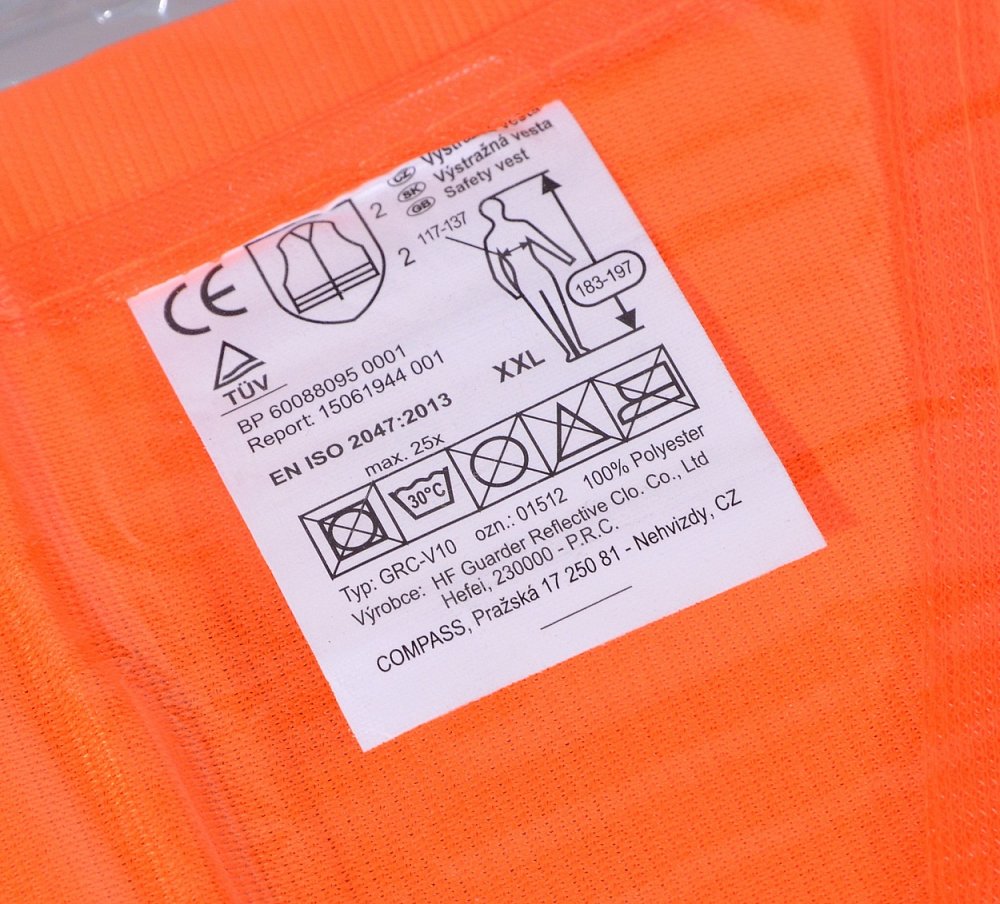 CZ Výstražná vesta
SK Výstražná vesta
GB Safety vest
CE
2
2
117-137
183-197
XXL
TÜV
BP 60088095 0001
Report: 15061944 001
EN ISO 2047:2013
max. 25x
30°C
Typ: GRC-V10 ozn.: 01512 100% Polyester
Výrobce: HF Guarder Reflective Clo. Co., Ltd
Hefei, 230000 - P.R.C.
COMPASS, Pražská 17 250 81 - Nehvizdy, CZ